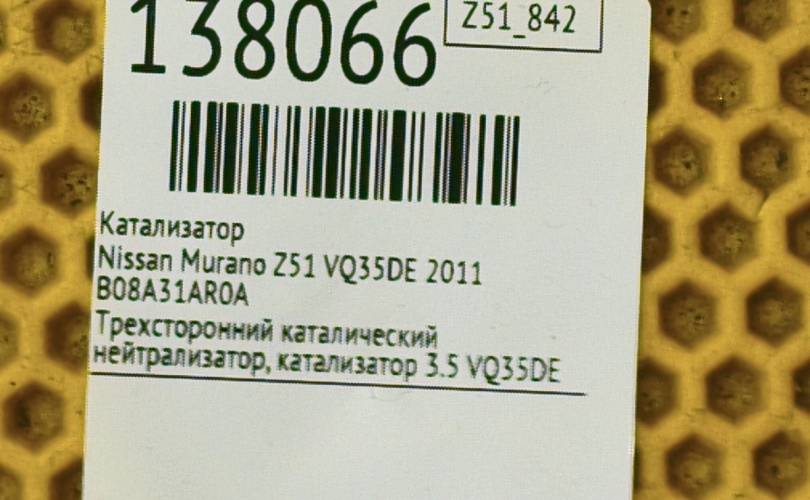 138066
Z51_842
Катализатор
Nissan Murano Z51 VQ35DE 2011
B08A31AR0A
Трехсторонний каталический
нейтрализатор, катализатор 3.5 VQ35DE